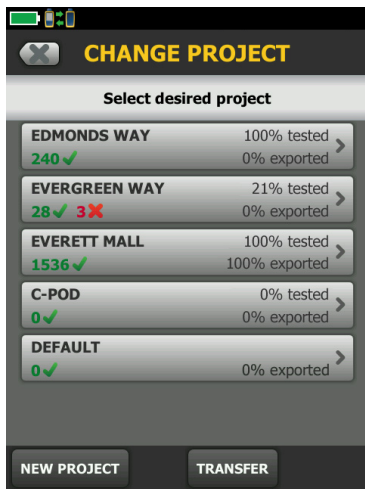 CHANGE PROJECT
Select desired project
EDMONDS WAY 100% tested
240 0% exported
EVERGREEN WAY 21% tested
28 3 0% exported
EVERETT MALL 100% tested
1536 100% exported
C-POD 0% tested
0 0% exported
DEFAULT
0 0% exported
NEW PROJECT TRANSFER